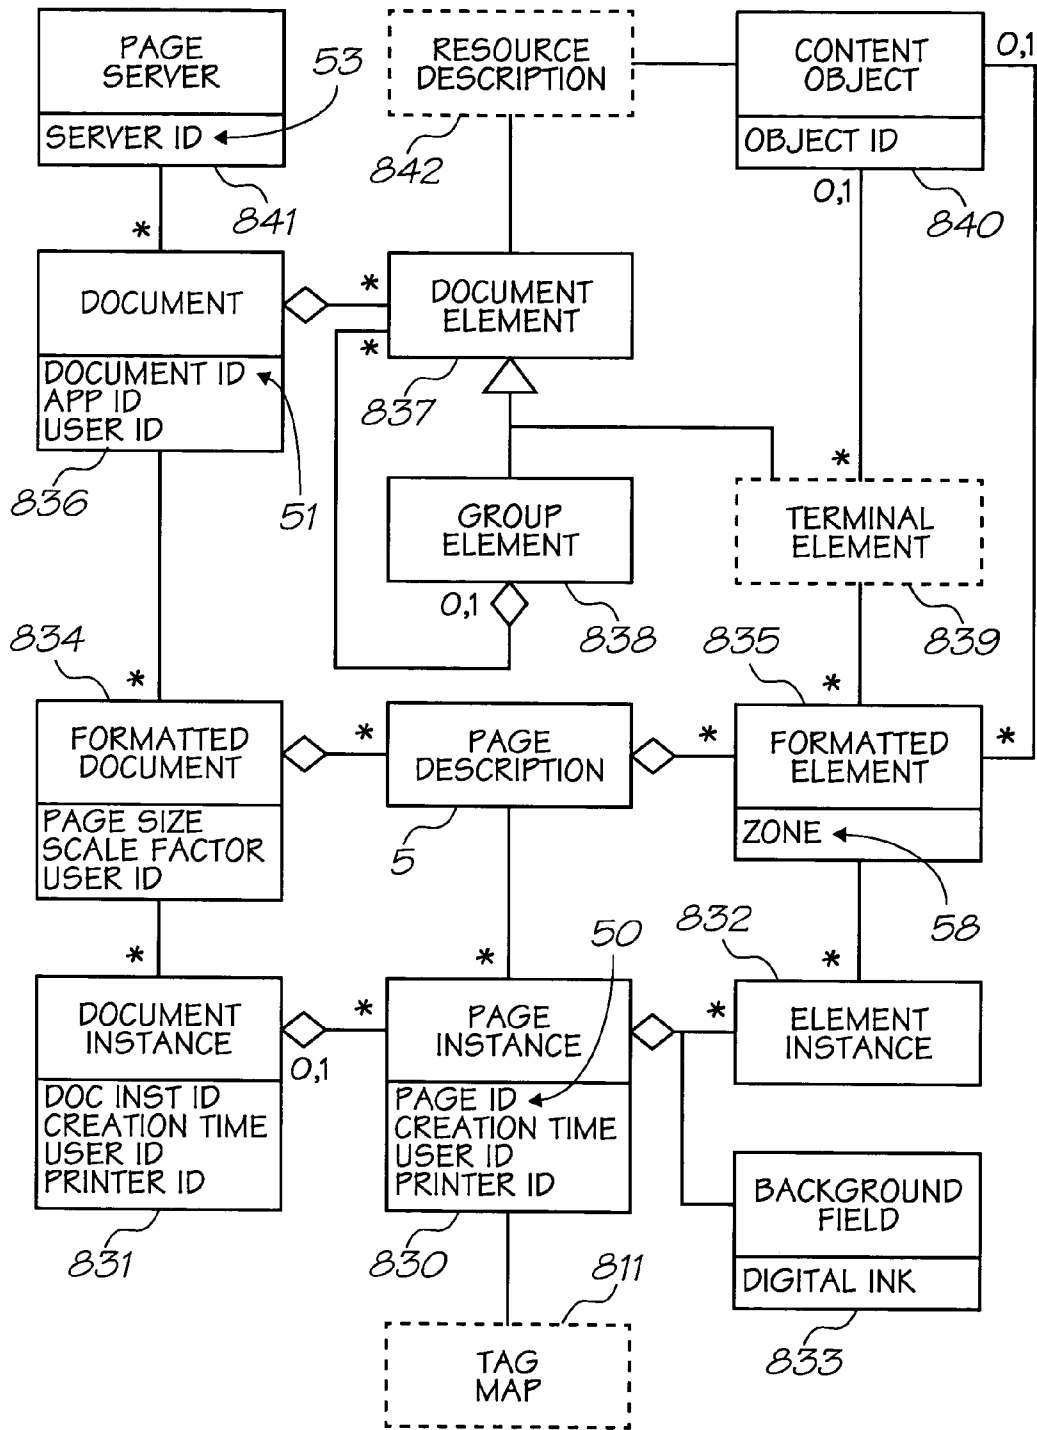 PAGE
SERVER
SERVER ID
53
841
*
RESOURCE
DESCRIPTION
842
CONTENT
OBJECT
OBJECT ID
0,1
0,1
840
DOCUMENT
DOCUMENT ID
APP ID
USER ID
836
51
*
*
DOCUMENT
ELEMENT
837
GROUP
ELEMENT
0,1
838
*
TERMINAL
ELEMENT
839
834
*
FORMATTED
DOCUMENT
PAGE SIZE
SCALE FACTOR
USER ID
*
PAGE
DESCRIPTION
5
835
*
*
*
FORMATTED
ELEMENT
ZONE
58
*
DOCUMENT
INSTANCE
0,1
DOC INST ID
CREATION TIME
USER ID
PRINTER ID
831
*
*
50
PAGE
INSTANCE
PAGE ID
CREATION TIME
USER ID
PRINTER ID
830
832
*
*
ELEMENT
INSTANCE
BACKGROUND
FIELD
DIGITAL INK
833
811
TAG
MAP